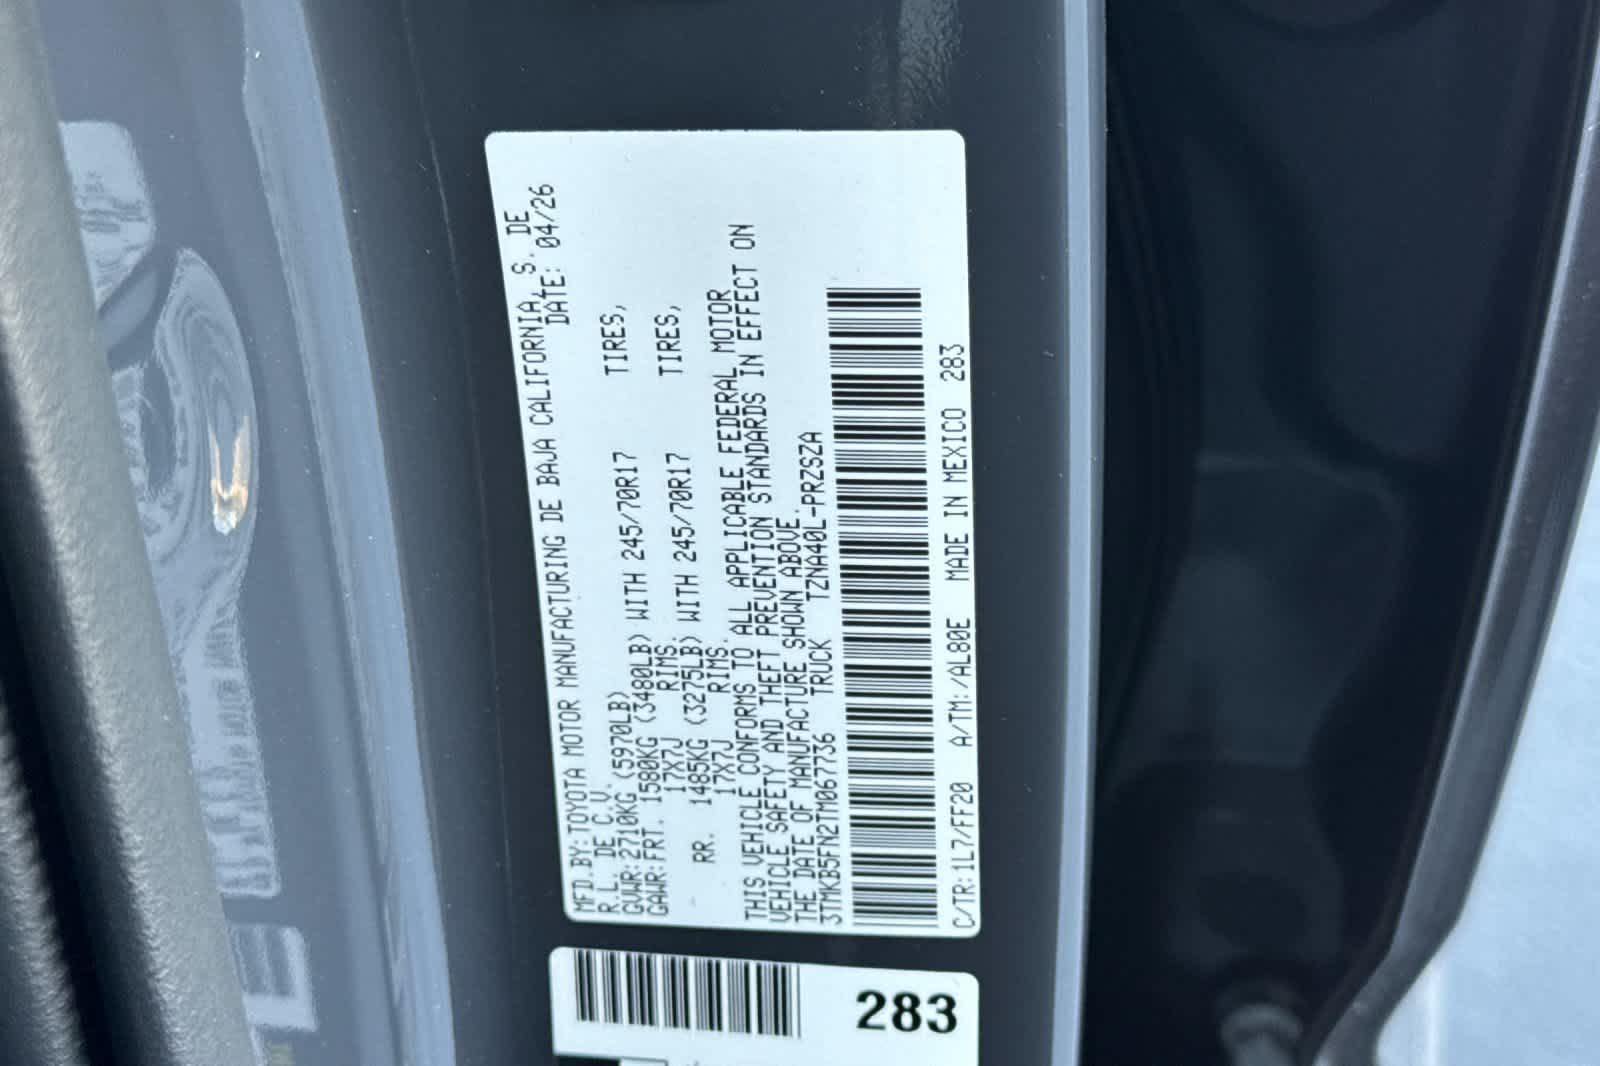 MFD.BY:TOYOTA MOTOR MANUFACTURING DE BAJA CALIFORNIA, S. DE
R.L. DE C.V. DATE: 04/26
GVWR:2710KG (5970LB)
GAWR:FRT. 1580KG (3480LB) WITH 245/70R17 TIRES,
17X7J RIMS.
RR. 1485KG (3275LB) WITH 245/70R17 TIRES,
17X7J RIMS.
THIS VEHICLE CONFORMS TO ALL APPLICABLE FEDERAL MOTOR
VEHICLE SAFETY AND THEFT PREVENTION STANDARDS IN EFFECT ON
THE DATE OF MANUFACTURE SHOWN ABOVE.
3TMKB5FN2TM067736 TRUCK TZNA40L-PRZSZA
C/TR:1L7/FF20 A/TM:/AL80E MADE IN MEXICO 283
283